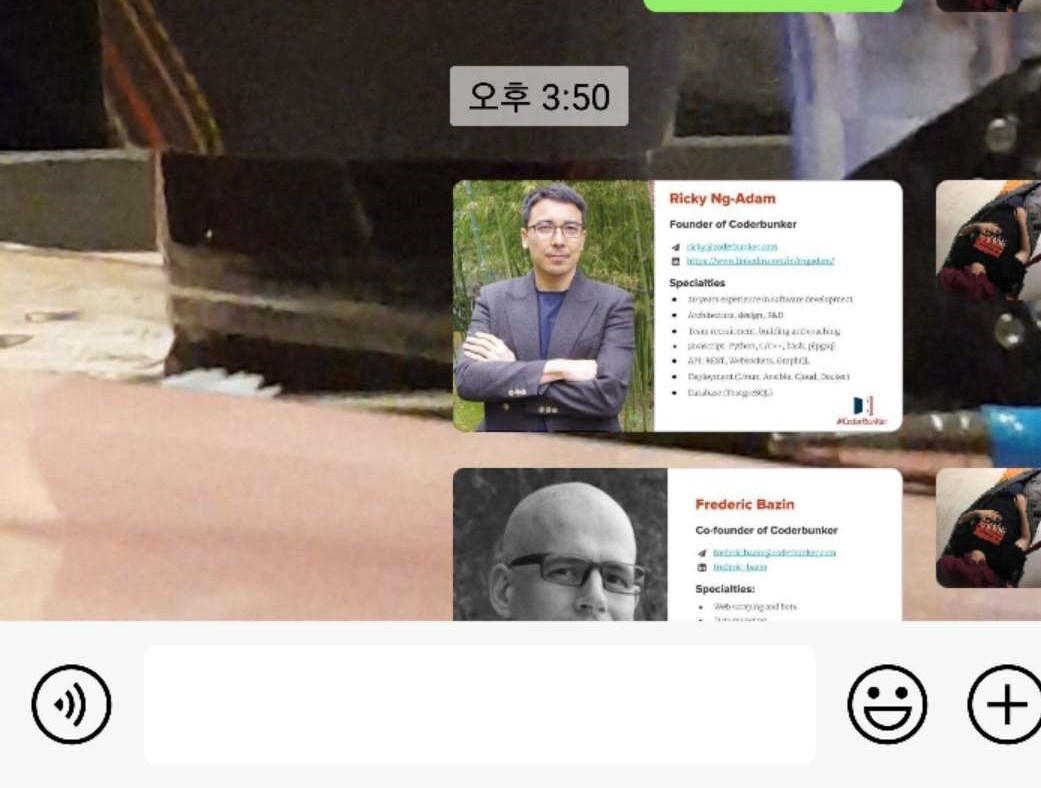 오후 3:50
Ricky Ng-Adam
Founder of Coderbunker
ricky@coderbunker.com
https://www.linkedin.com/in/rngadam/
Specialties
20 years experience in software development
Architecture, design, R&D
Team recruitment, building and coaching
Javascript, Python, C/C++, bash, plpgsql
API: REST, Websockets, GraphQL
Deployment (Linux, Ansible, Cloud, Docker)
Database (PostgreSQL)
#CoderBunker
Frederic Bazin
Co-founder of Coderbunker
frederic.bazin@coderbunker.com
frederic-bazin
Specialties:
Web scraping and bots